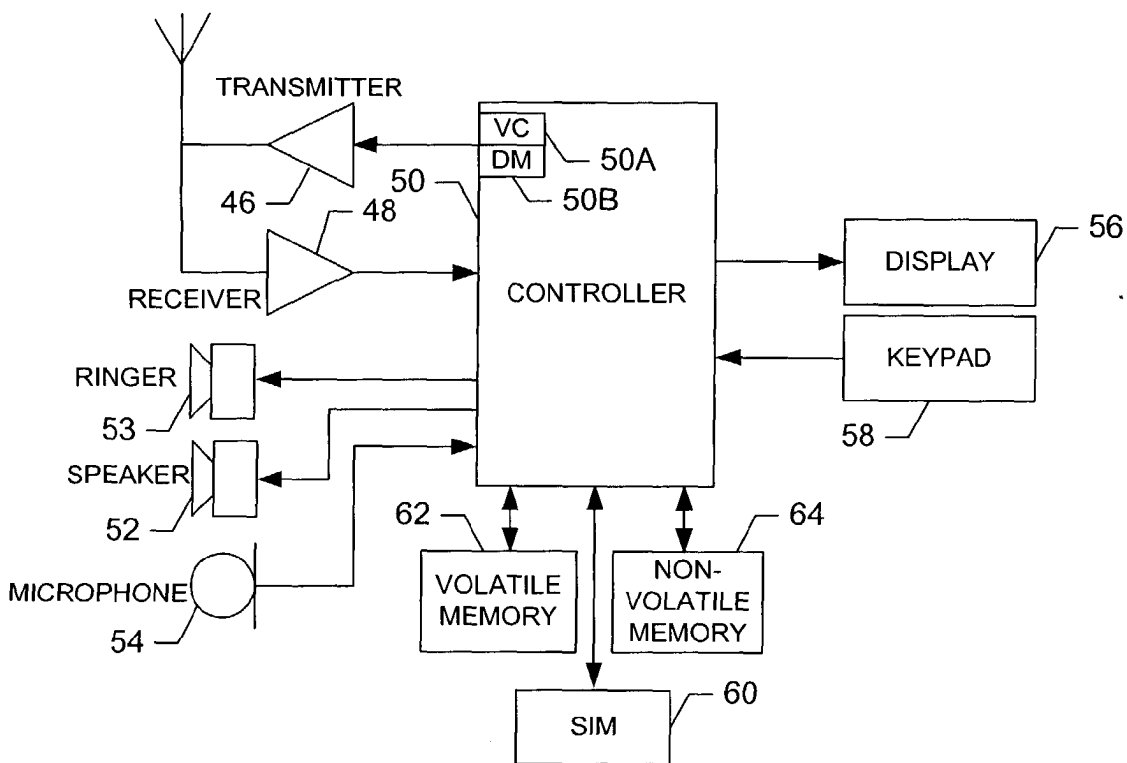 TRANSMITTER
VC
DM
50A
50
50B
46
48
56
DISPLAY
CONTROLLER
RECEIVER
KEYPAD
RINGER
53
58
SPEAKER
52
62
64
VOLATILE
MEMORY
NON-
VOLATILE
MEMORY
MICROPHONE
54
60
SIM